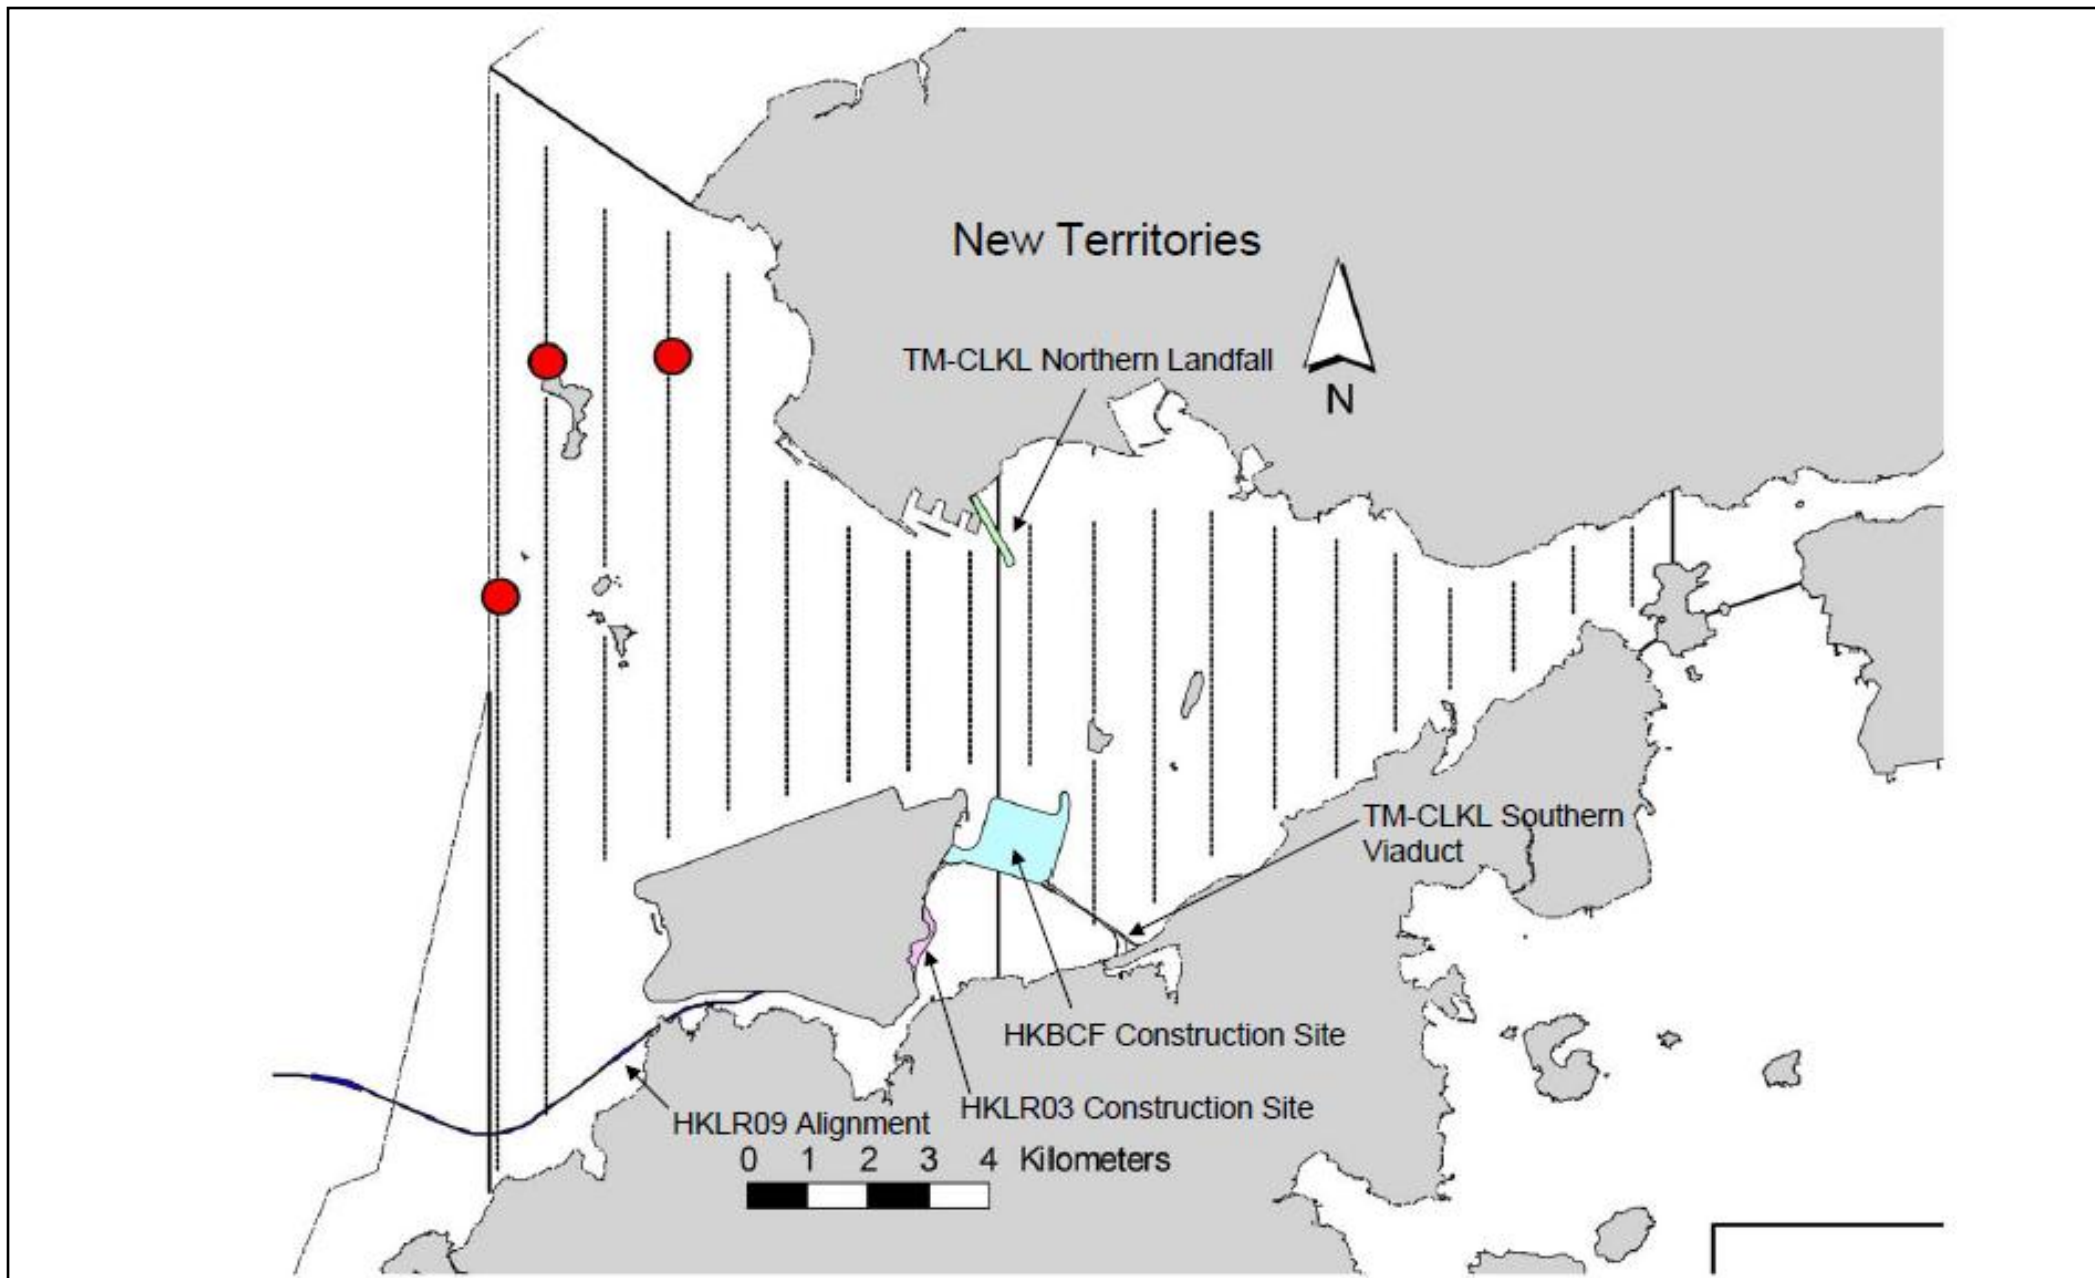 New Territories
TM-CLKL Northern Landfall
N
TM-CLKL Southern
Viaduct
HKBCF Construction Site
HKLR03 Construction Site
HKLR09 Alignment
0 1 2 3 4 Kilometers